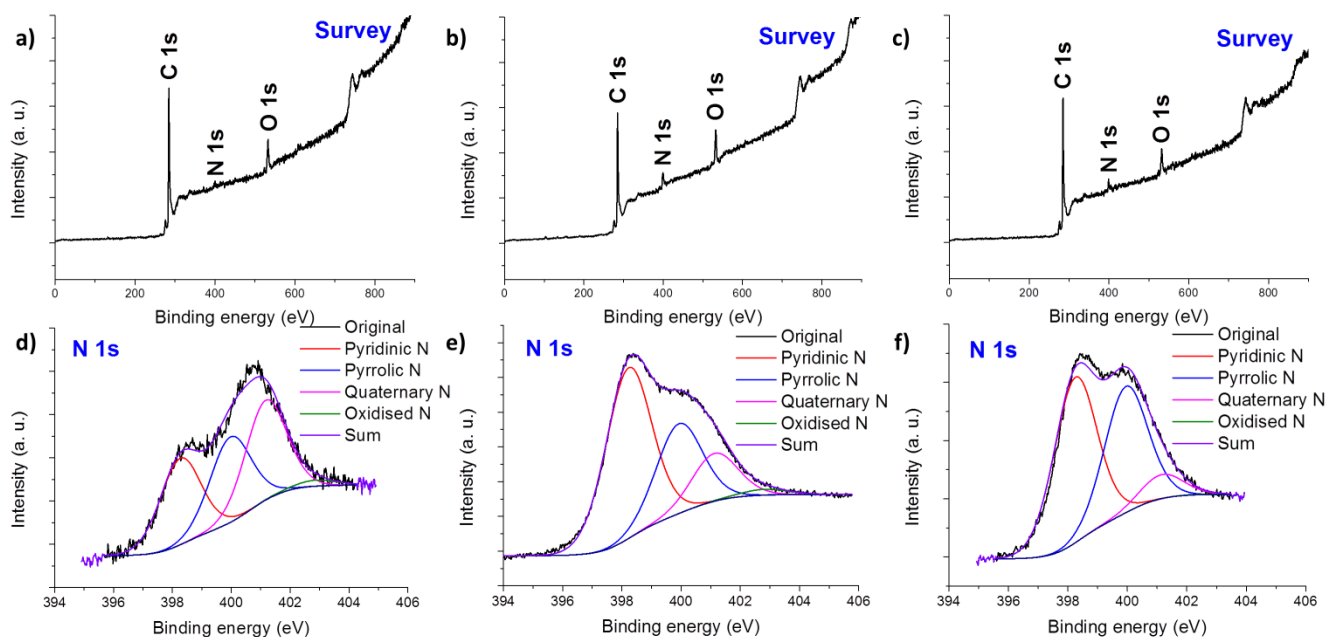 a)
Survey
C 1s
N 1s
O 1s
Intensity (a. u.)
0
200
400
600
800
Binding energy (eV)
b)
Survey
C 1s
N 1s
O 1s
Intensity (a. u.)
0
200
400
600
800
Binding energy (eV)
c)
Survey
C 1s
N 1s
O 1s
Intensity (a. u.)
0
200
400
600
800
Binding energy (eV)
d)
N 1s
Original
Pyridinic N
Pyrrolic N
Quaternary N
Oxidised N
Sum
Intensity (a. u.)
394
396
398
400
402
404
406
Binding energy (eV)
e)
N 1s
Original
Pyridinic N
Pyrrolic N
Quaternary N
Oxidised N
Sum
Intensity (a. u.)
394
396
398
400
402
404
406
Binding energy (eV)
f)
N 1s
Original
Pyridinic N
Pyrrolic N
Quaternary N
Oxidised N
Sum
Intensity (a. u.)
394
396
398
400
402
404
406
Binding energy (eV)